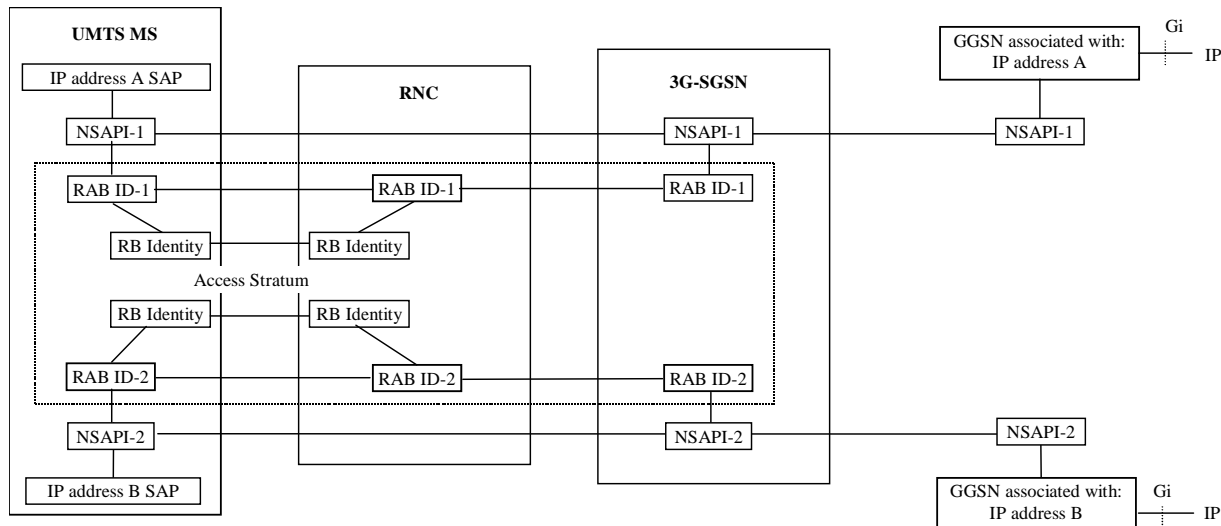 UMTS MS
IP address A SAP
NSAPI-1
RAB ID-1
RB Identity
RNC
RAB ID-1
RB Identity
3G-SGSN
NSAPI-1
RAB ID-1
GGSN associated with:
IP address A
Gi
IP
NSAPI-1
Access Stratum
RB Identity
RAB ID-2
NSAPI-2
IP address B SAP
RB Identity
RAB ID-2
RAB ID-2
NSAPI-2
NSAPI-2
GGSN associated with:
IP address B
Gi
IP